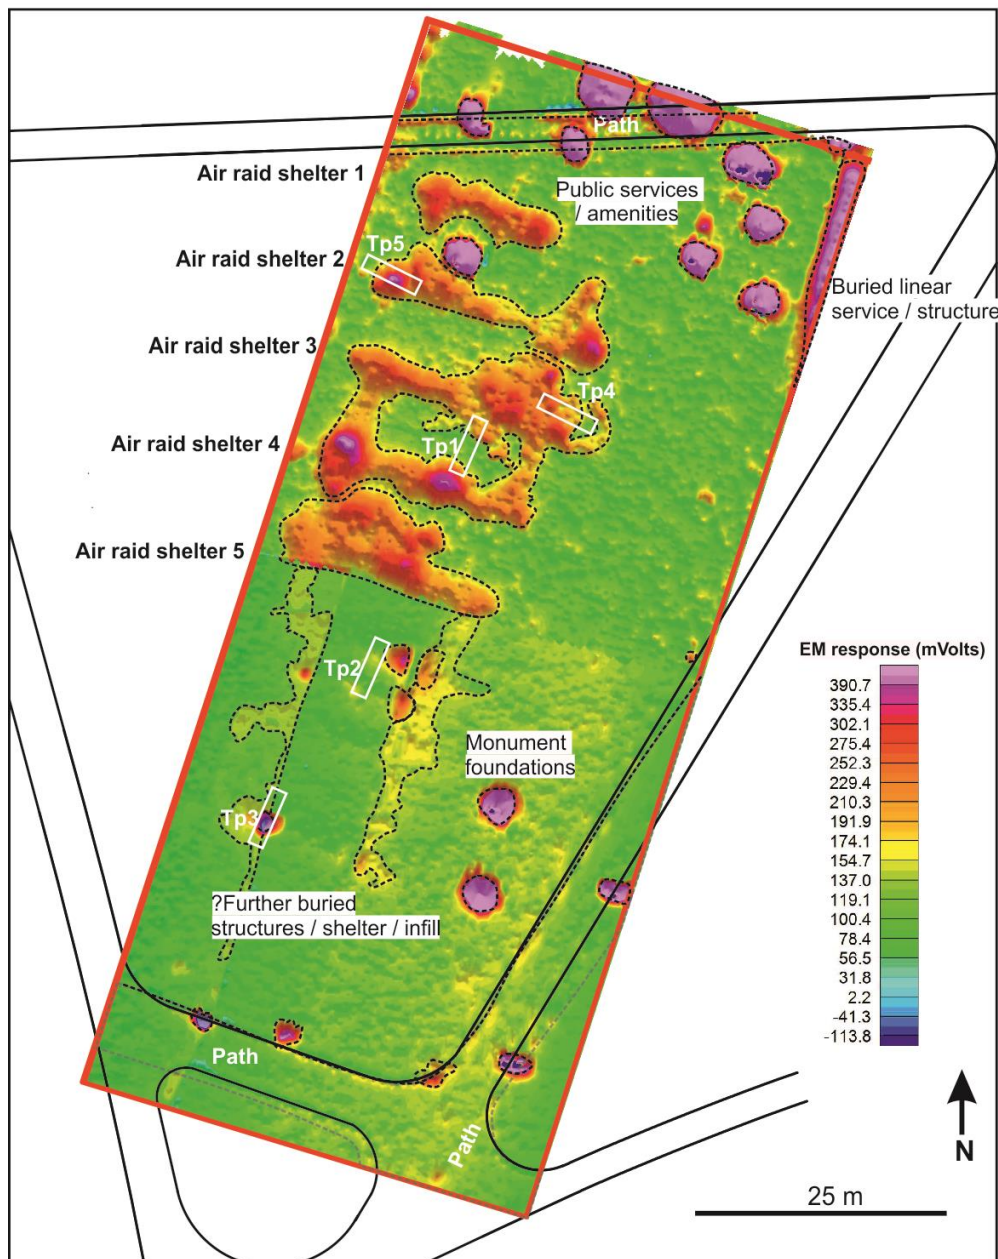 Path
Air raid shelter 1
Public services
/ amenities
Tp5
Air raid shelter 2
Buried linear
service / structure
Air raid shelter 3
Tp4
Air raid shelter 4
Tp1
Air raid shelter 5
Tp2
EM response (mVolts)
390.7
335.4
302.1
275.4
252.3
229.4
210.3
191.9
174.1
154.7
137.0
119.1
100.4
78.4
56.5
31.8
2.2
-41.3
-113.8
Monument
foundations
Tp3
?Further buried
structures / shelter / infill
Path
Path
N
25 m